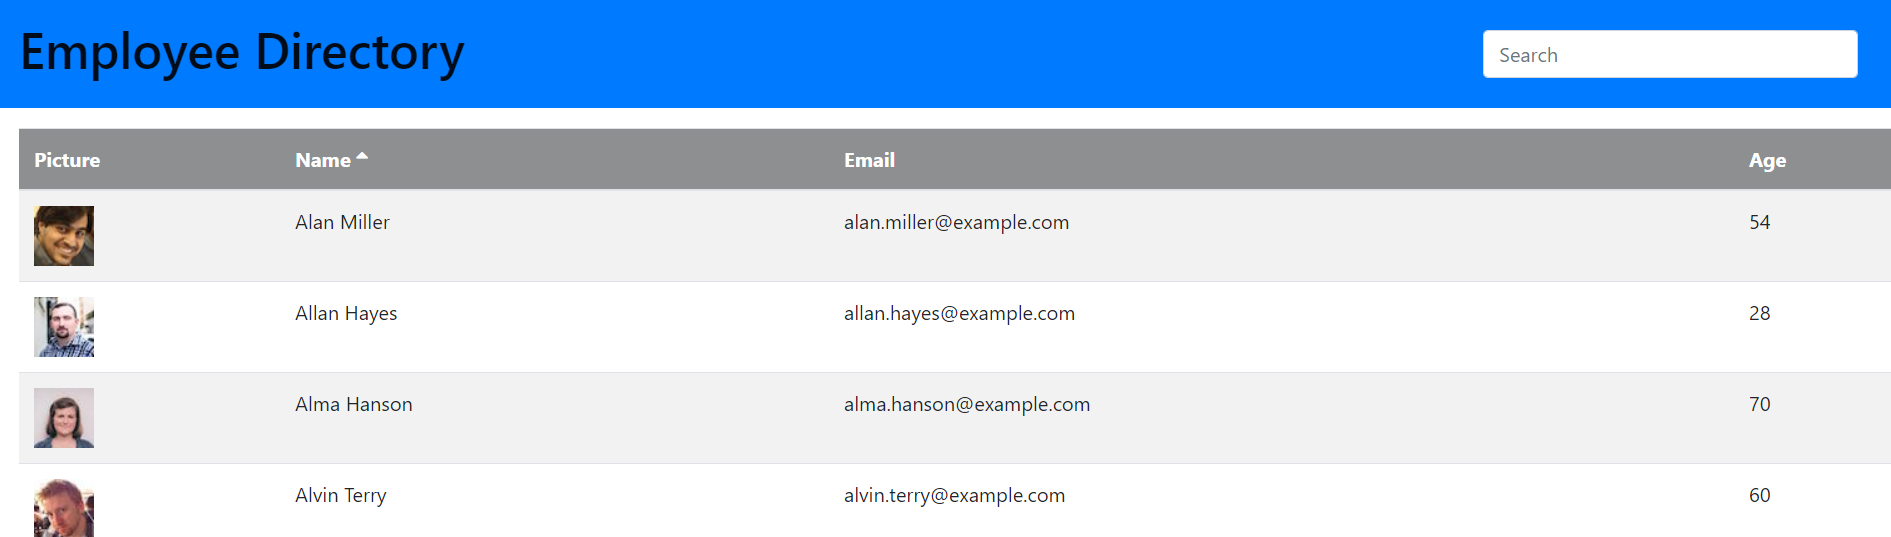 Employee Directory
Search
Picture Name Email Age
Alan Miller alan.miller@example.com 54
Allan Hayes allan.hayes@example.com 28
Alma Hanson alma.hanson@example.com 70
Alvin Terry alvin.terry@example.com 60